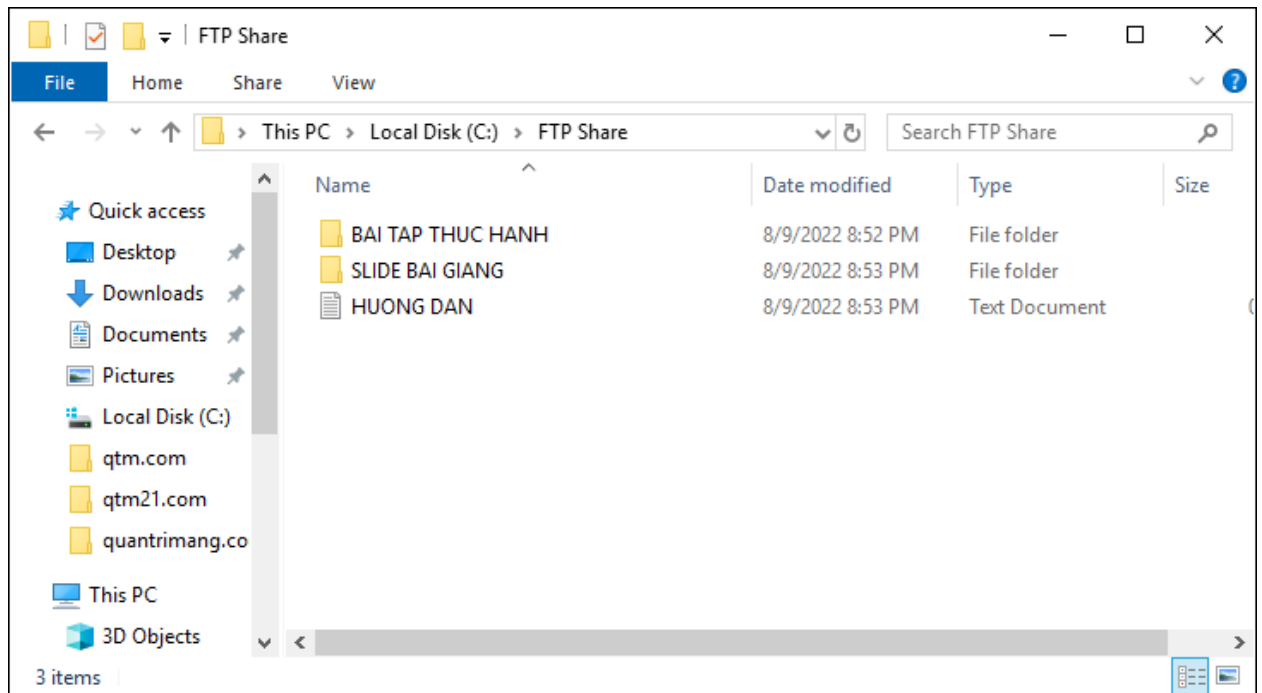 FTP Share
File Home Share View
This PC > Local Disk (C:) > FTP Share Search FTP Share
Name Date modified Type Size
Quick access
Desktop
Downloads
Documents
Pictures
Local Disk (C:)
qtm.com
qtm21.com
quantrimang.co
This PC
3D Objects
BAI TAP THUC HANH 8/9/2022 8:52 PM File folder
SLIDE BAI GIANG 8/9/2022 8:53 PM File folder
HUONG DAN 8/9/2022 8:53 PM Text Document
3 items